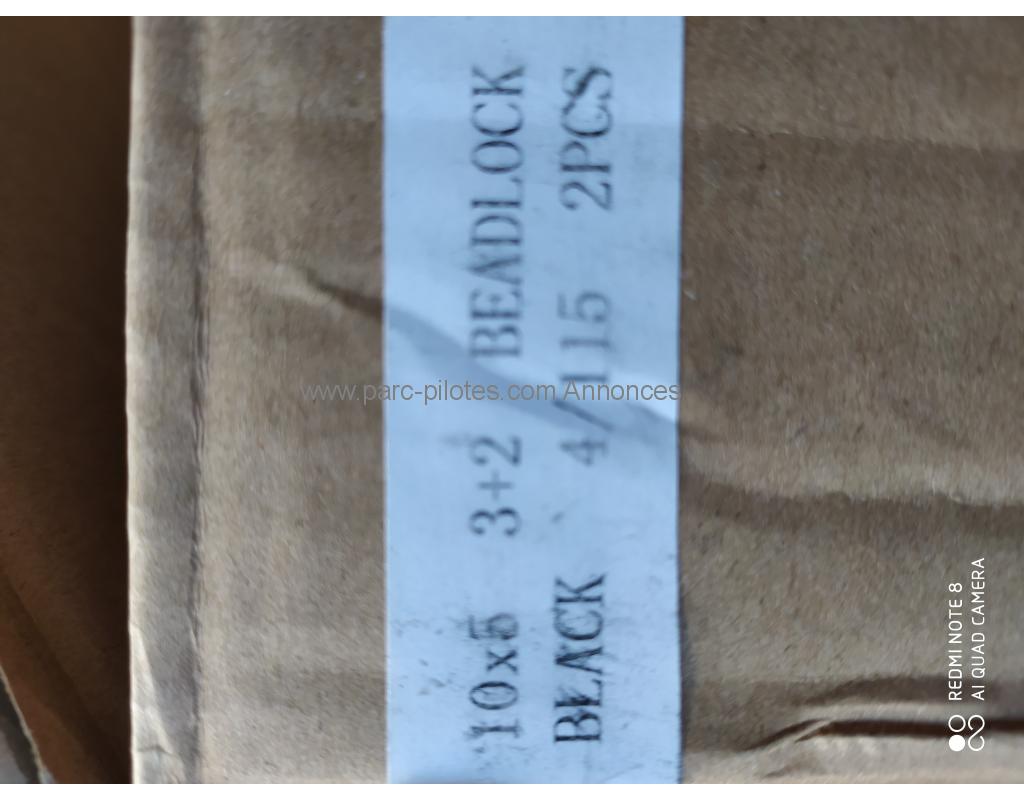 10x5 3+2 BEADLOCK
BLACK 4/115 2PCS
www.parc-pilotes.com Annonces
REDMI NOTE 8
AI QUAD CAMERA